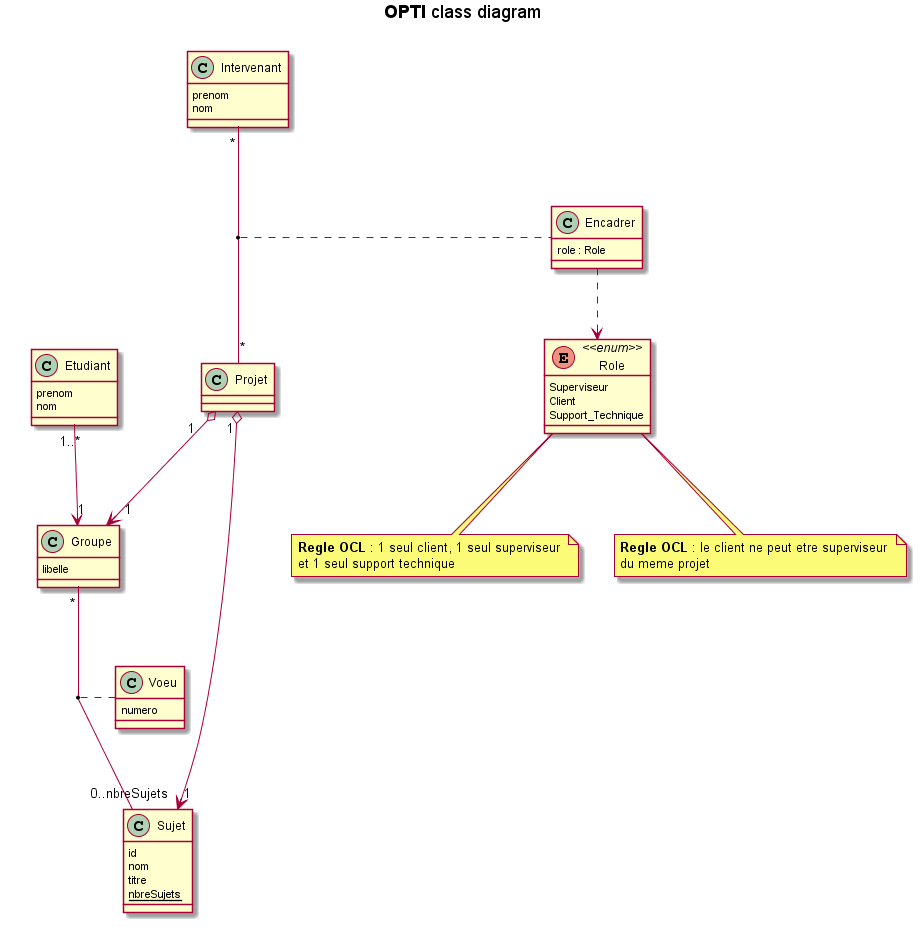 OPTI class diagram
C Intervenant
prenom
nom
*
C Encadrer
role : Role
*
<<enum>>
E Role
Superviseur
Client
Support_Technique
C Etudiant
prenom
nom
C Projet
1..*
1
1
1
1
C Groupe
libelle
Regle OCL : 1 seul client, 1 seul superviseur
et 1 seul support technique
Regle OCL : le client ne peut etre superviseur
du meme projet
*
C Voeu
numero
0..nbreSujets
1
C Sujet
id
nom
titre
nbreSujets